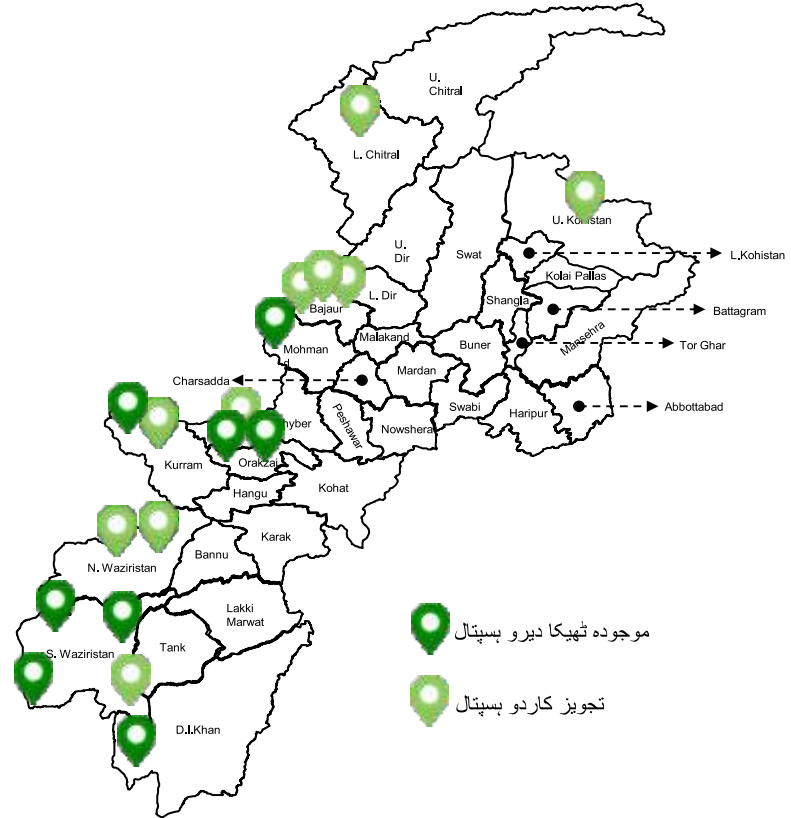 U.
Chitral
L. Chitral
U. Kohistan
U.
Dir
Swat
L.Kohistan
Kolai Pallas
L. Dir
Shangla
Bajaur
Battagram
Malakand
Buner
Mansehra
Tor Ghar
Mohman
d
Mardan
Charsadda
Swabi
Haripur
Abbottabad
Peshawar
Nowshera
hyber
Orakzai
Kurram
Kohat
Hangu
Karak
Bannu
N. Waziristan
Lakki
Marwat
موجودہ ٹھیکا دیرو ہسپتال
S. Waziristan
Tank
تجویز کاردو ہسپتال
D.I.Khan